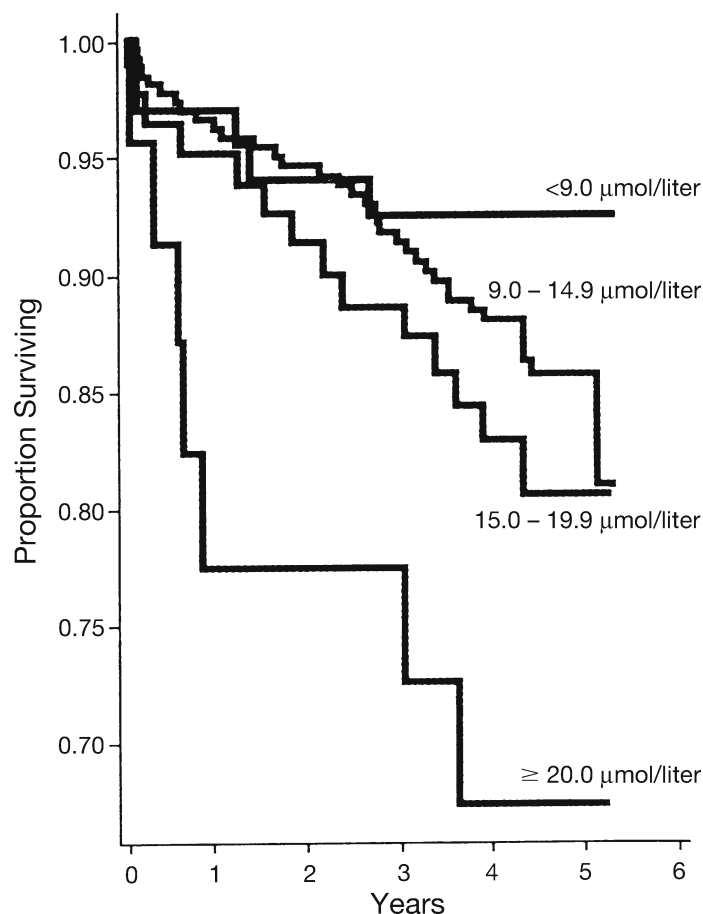 1.00
0.95
<9.0 μmol/liter
0.90
9.0 – 14.9 μmol/liter
Proportion Surviving
0.85
0.80
15.0 – 19.9 μmol/liter
0.75
0.70
≧ 20.0 μmol/liter
0 1 2 3 4 5 6
Years